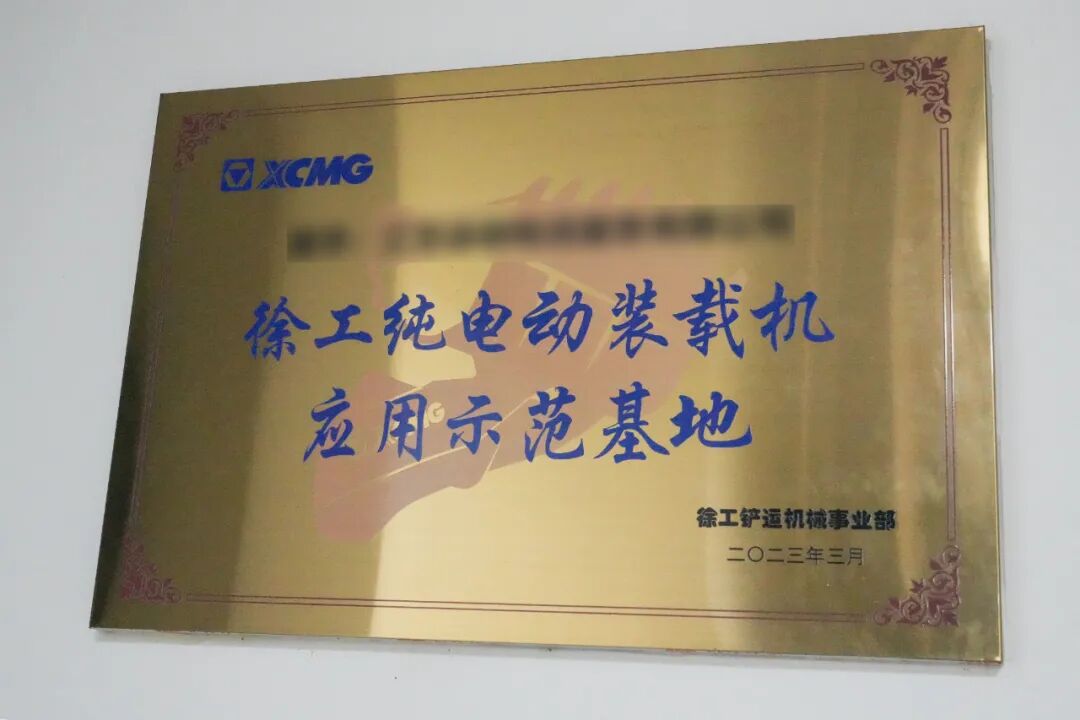 XCMG
徐工纯电动装载机
应用示范基地
徐工铲运机械事业部
二〇二三年三月